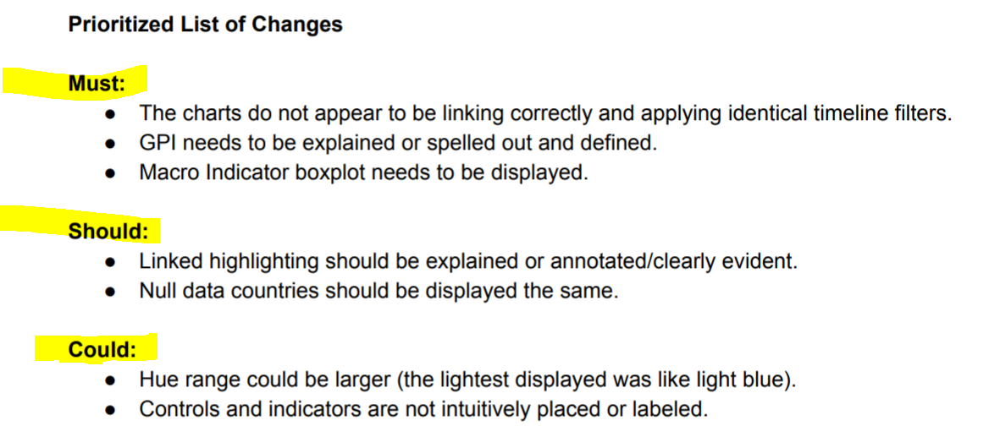 Prioritized List of Changes
Must:
● The charts do not appear to be linking correctly and applying identical timeline filters.
● GPI needs to be explained or spelled out and defined.
● Macro Indicator boxplot needs to be displayed.
Should:
● Linked highlighting should be explained or annotated/clearly evident.
● Null data countries should be displayed the same.
Could:
● Hue range could be larger (the lightest displayed was like light blue).
● Controls and indicators are not intuitively placed or labeled.